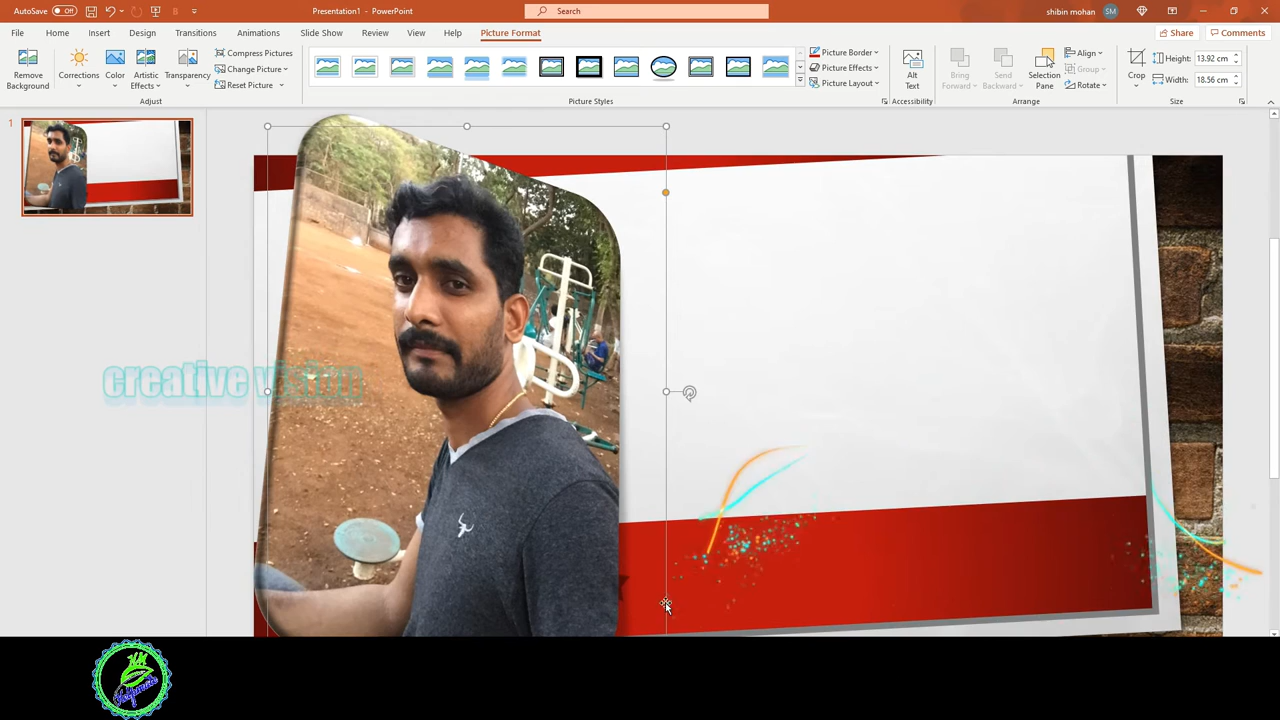 AutoSave Off
Presentation1 - PowerPoint
Search
shibin mohan SM
File Home Insert Design Transitions Animations Slide Show Review View Help Picture Format
Share Comments
Remove Background
Corrections
Color
Artistic Effects
Transparency
Compress Pictures
Change Picture
Reset Picture
Adjust
Picture Styles
Picture Border
Picture Effects
Picture Layout
Alt Text
Accessibility
Bring Forward
Send Backward
Selection Pane
Align
Group
Rotate
Arrange
Crop
Height: 13.92 cm
Width: 18.56 cm
Size
1
creative vision